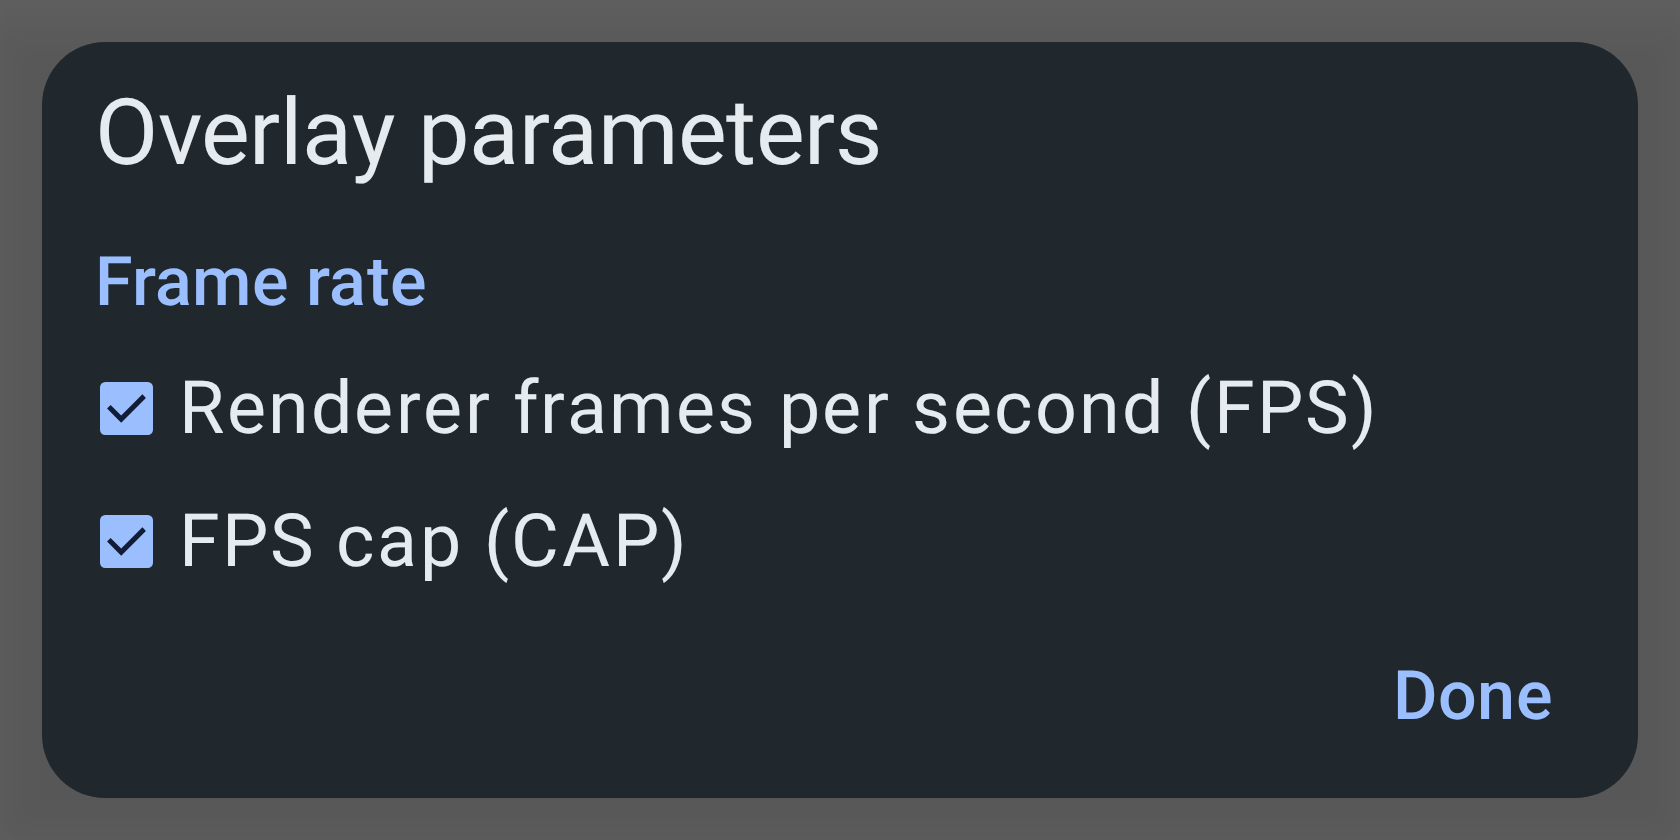 Overlay parameters
Frame rate
Renderer frames per second (FPS)
FPS cap (CAP)
Done